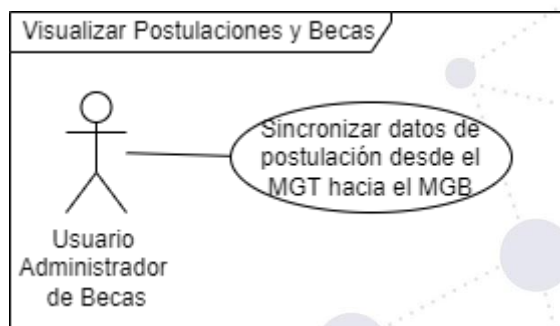 Visualizar Postulaciones y Becas
Sincronizar datos de
postulación desde el
MGT hacia el MGB
Usuario
Administrador
de Becas